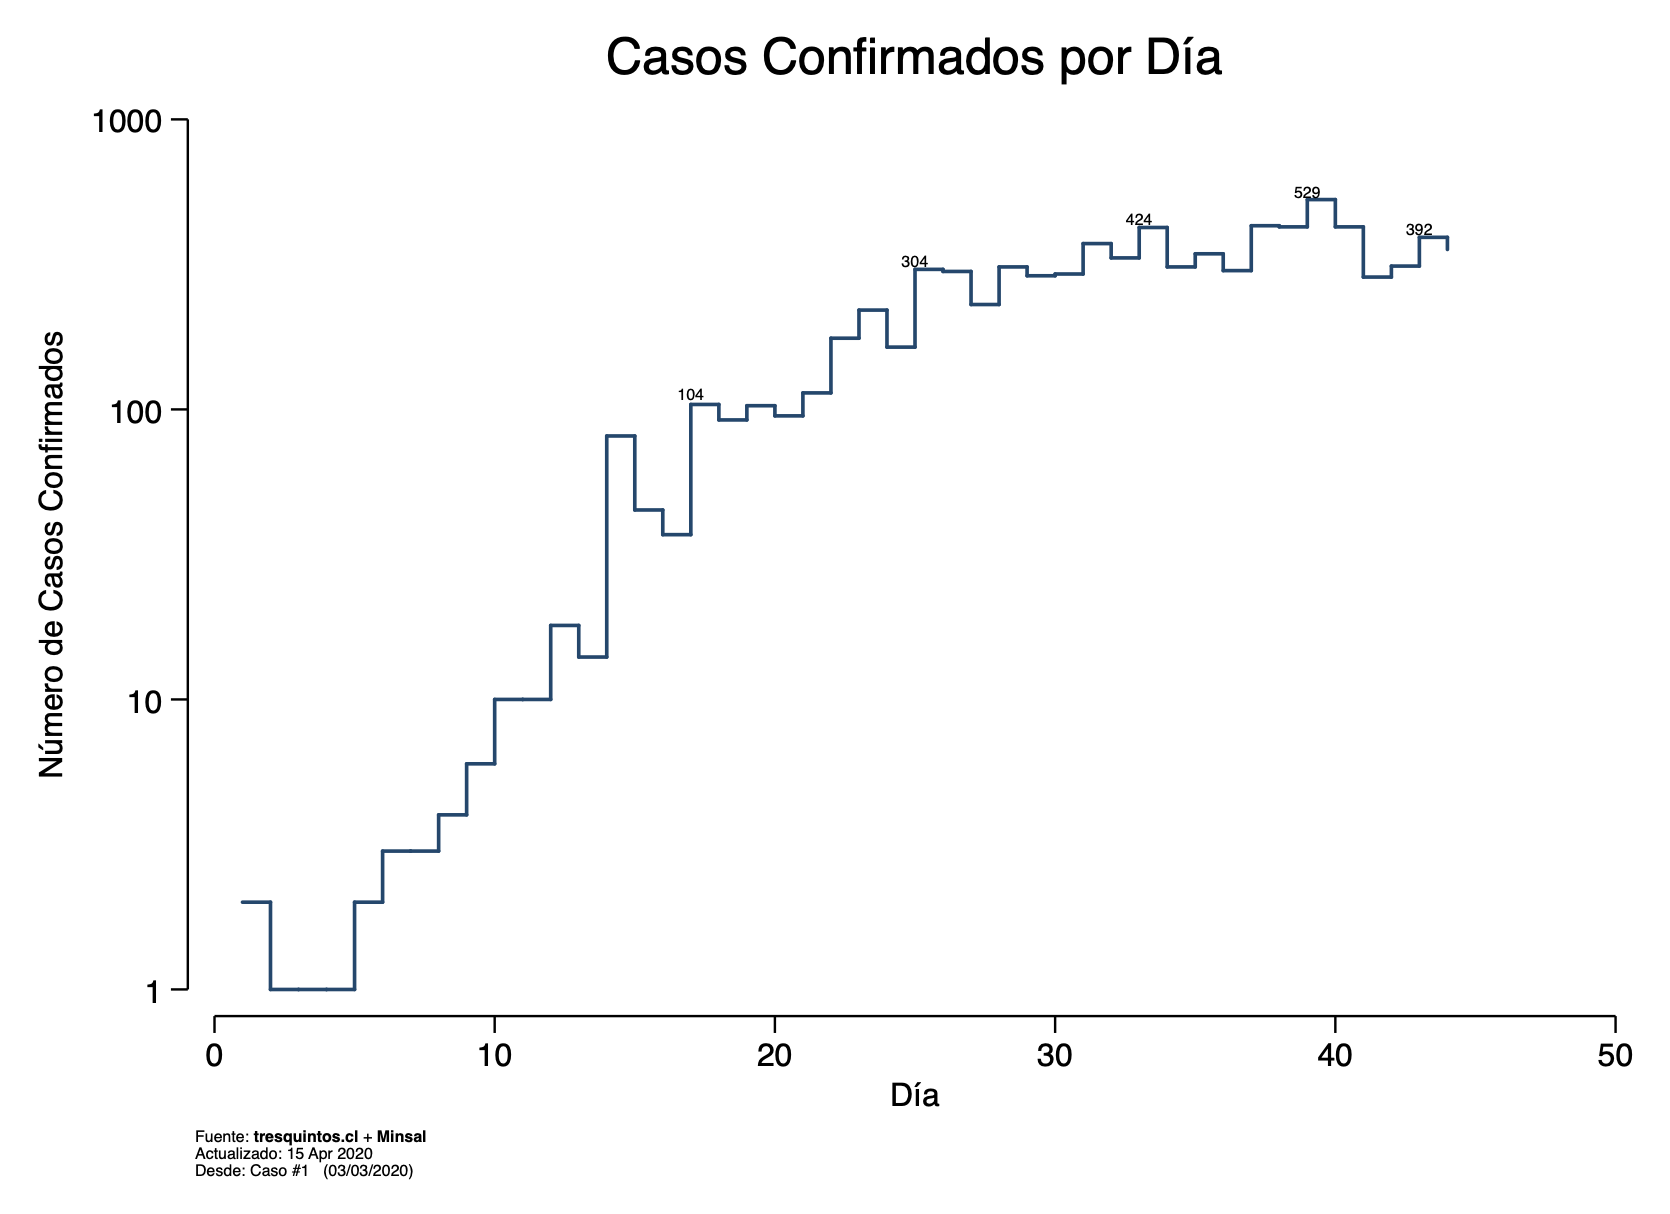 Casos Confirmados por Día
1000
100
10
1
Número de Casos Confirmados
104
304
424
529
392
0 10 20 30 40 50
Día
Fuente: tresquintos.cl + Minsal
Actualizado: 15 Apr 2020
Desde: Caso #1 (03/03/2020)